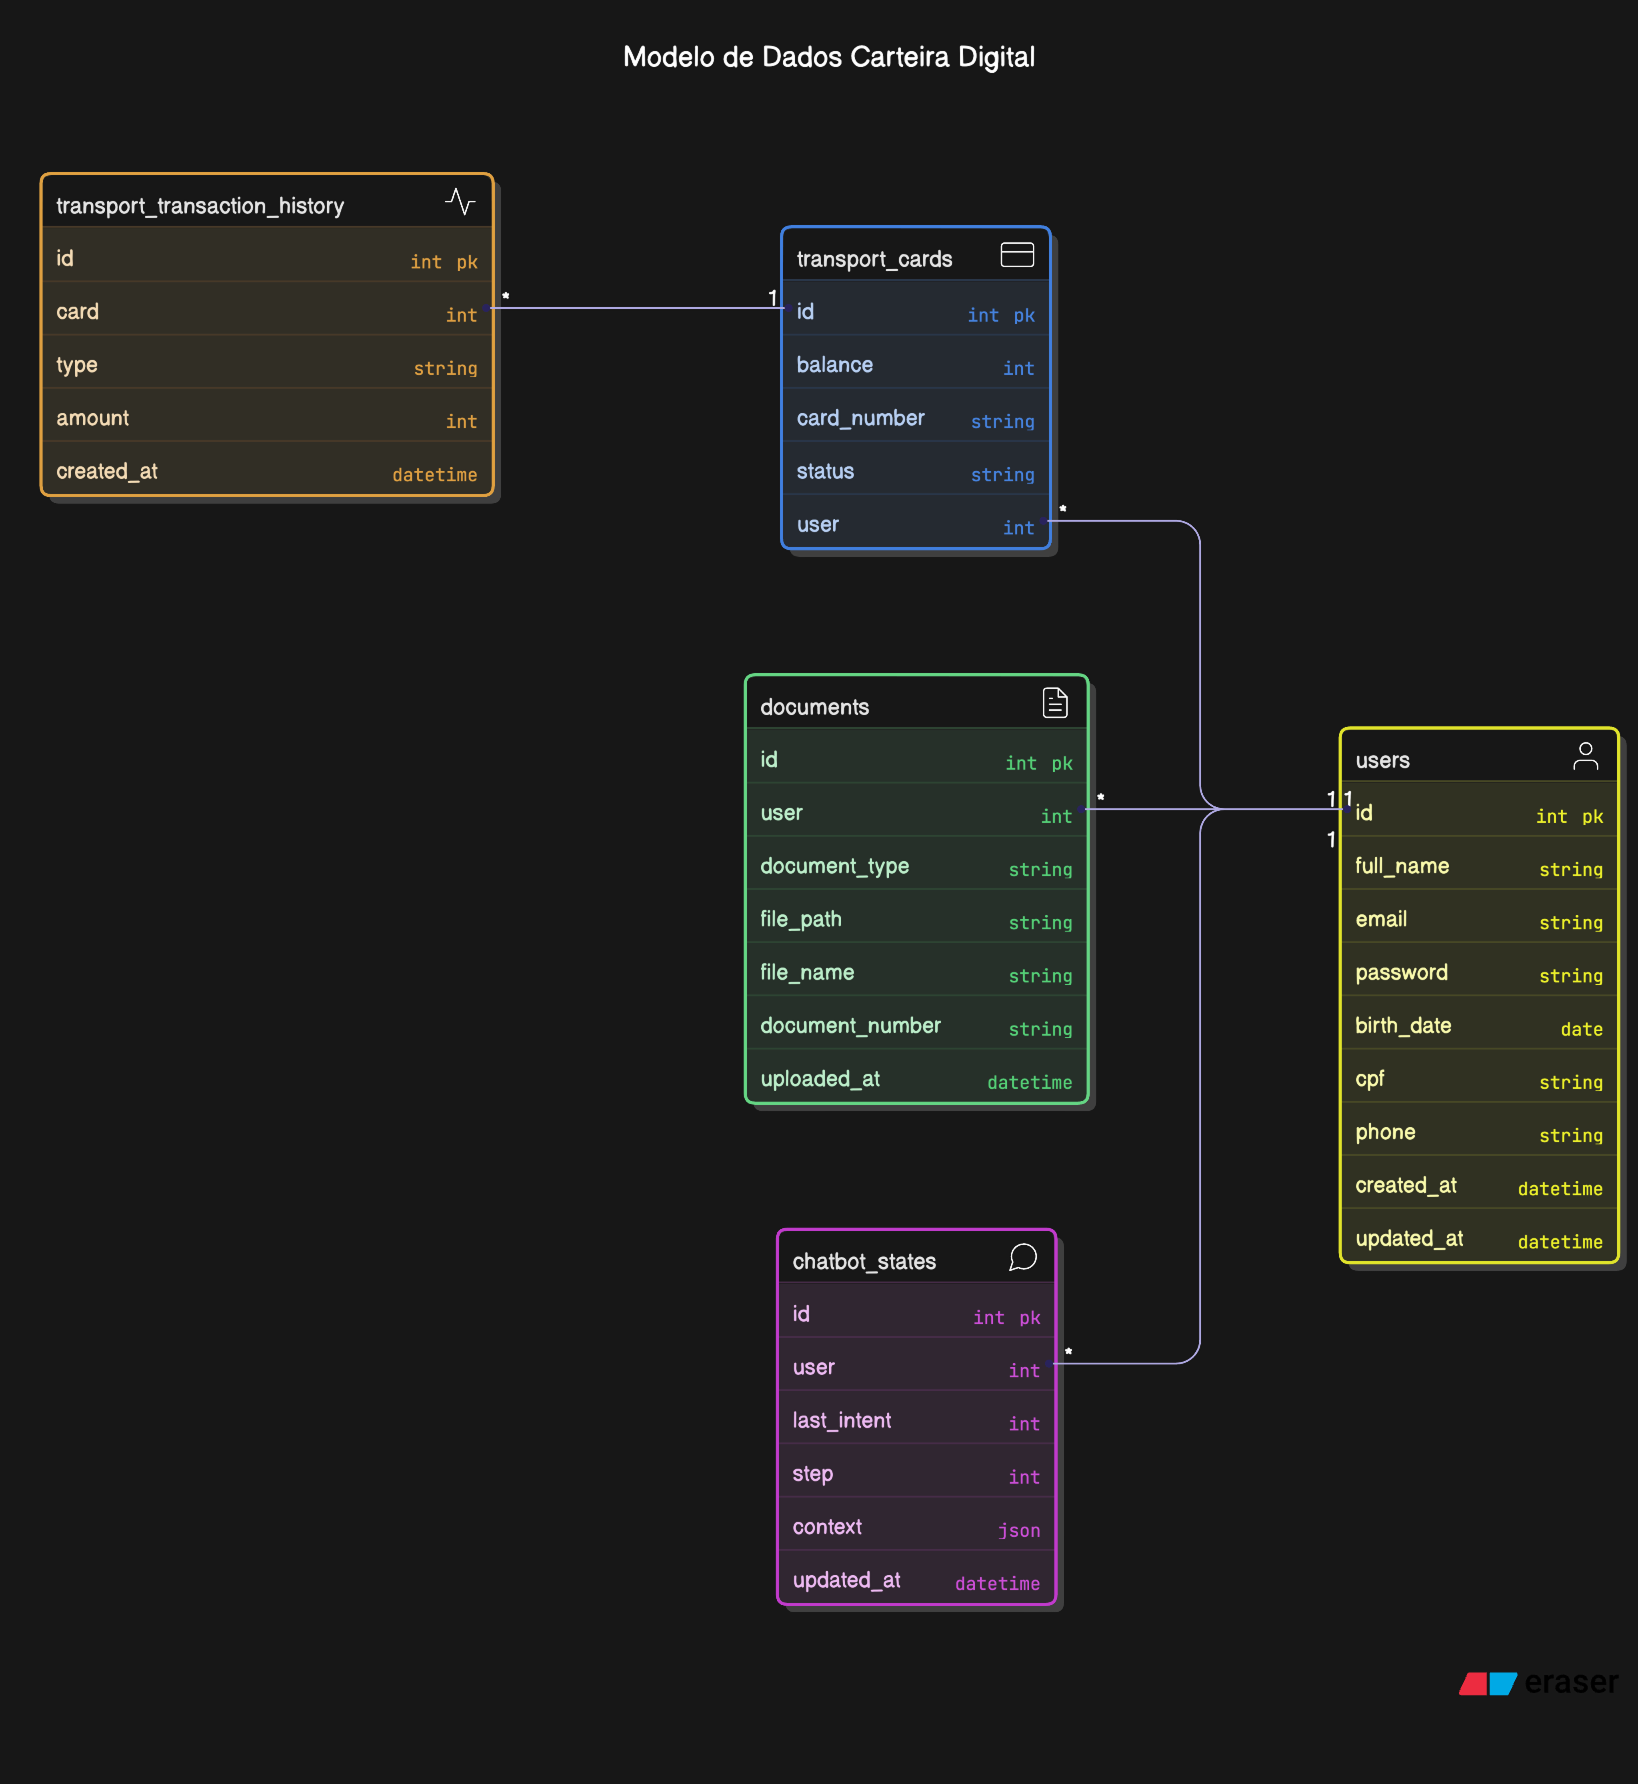 Modelo de Dados Carteira Digital
transport_transaction_history
id int pk
card int
type string
amount int
created_at datetime
*
1
transport_cards
id int pk
balance int
card_number string
status string
user int
*
documents
id int pk
user int
document_type string
file_path string
file_name string
document_number string
uploaded_at datetime
*
1 1
1
users
id int pk
full_name string
email string
password string
birth_date date
cpf string
phone string
created_at datetime
updated_at datetime
chatbot_states
id int pk
user int
last_intent int
step int
context json
updated_at datetime
*
eraser